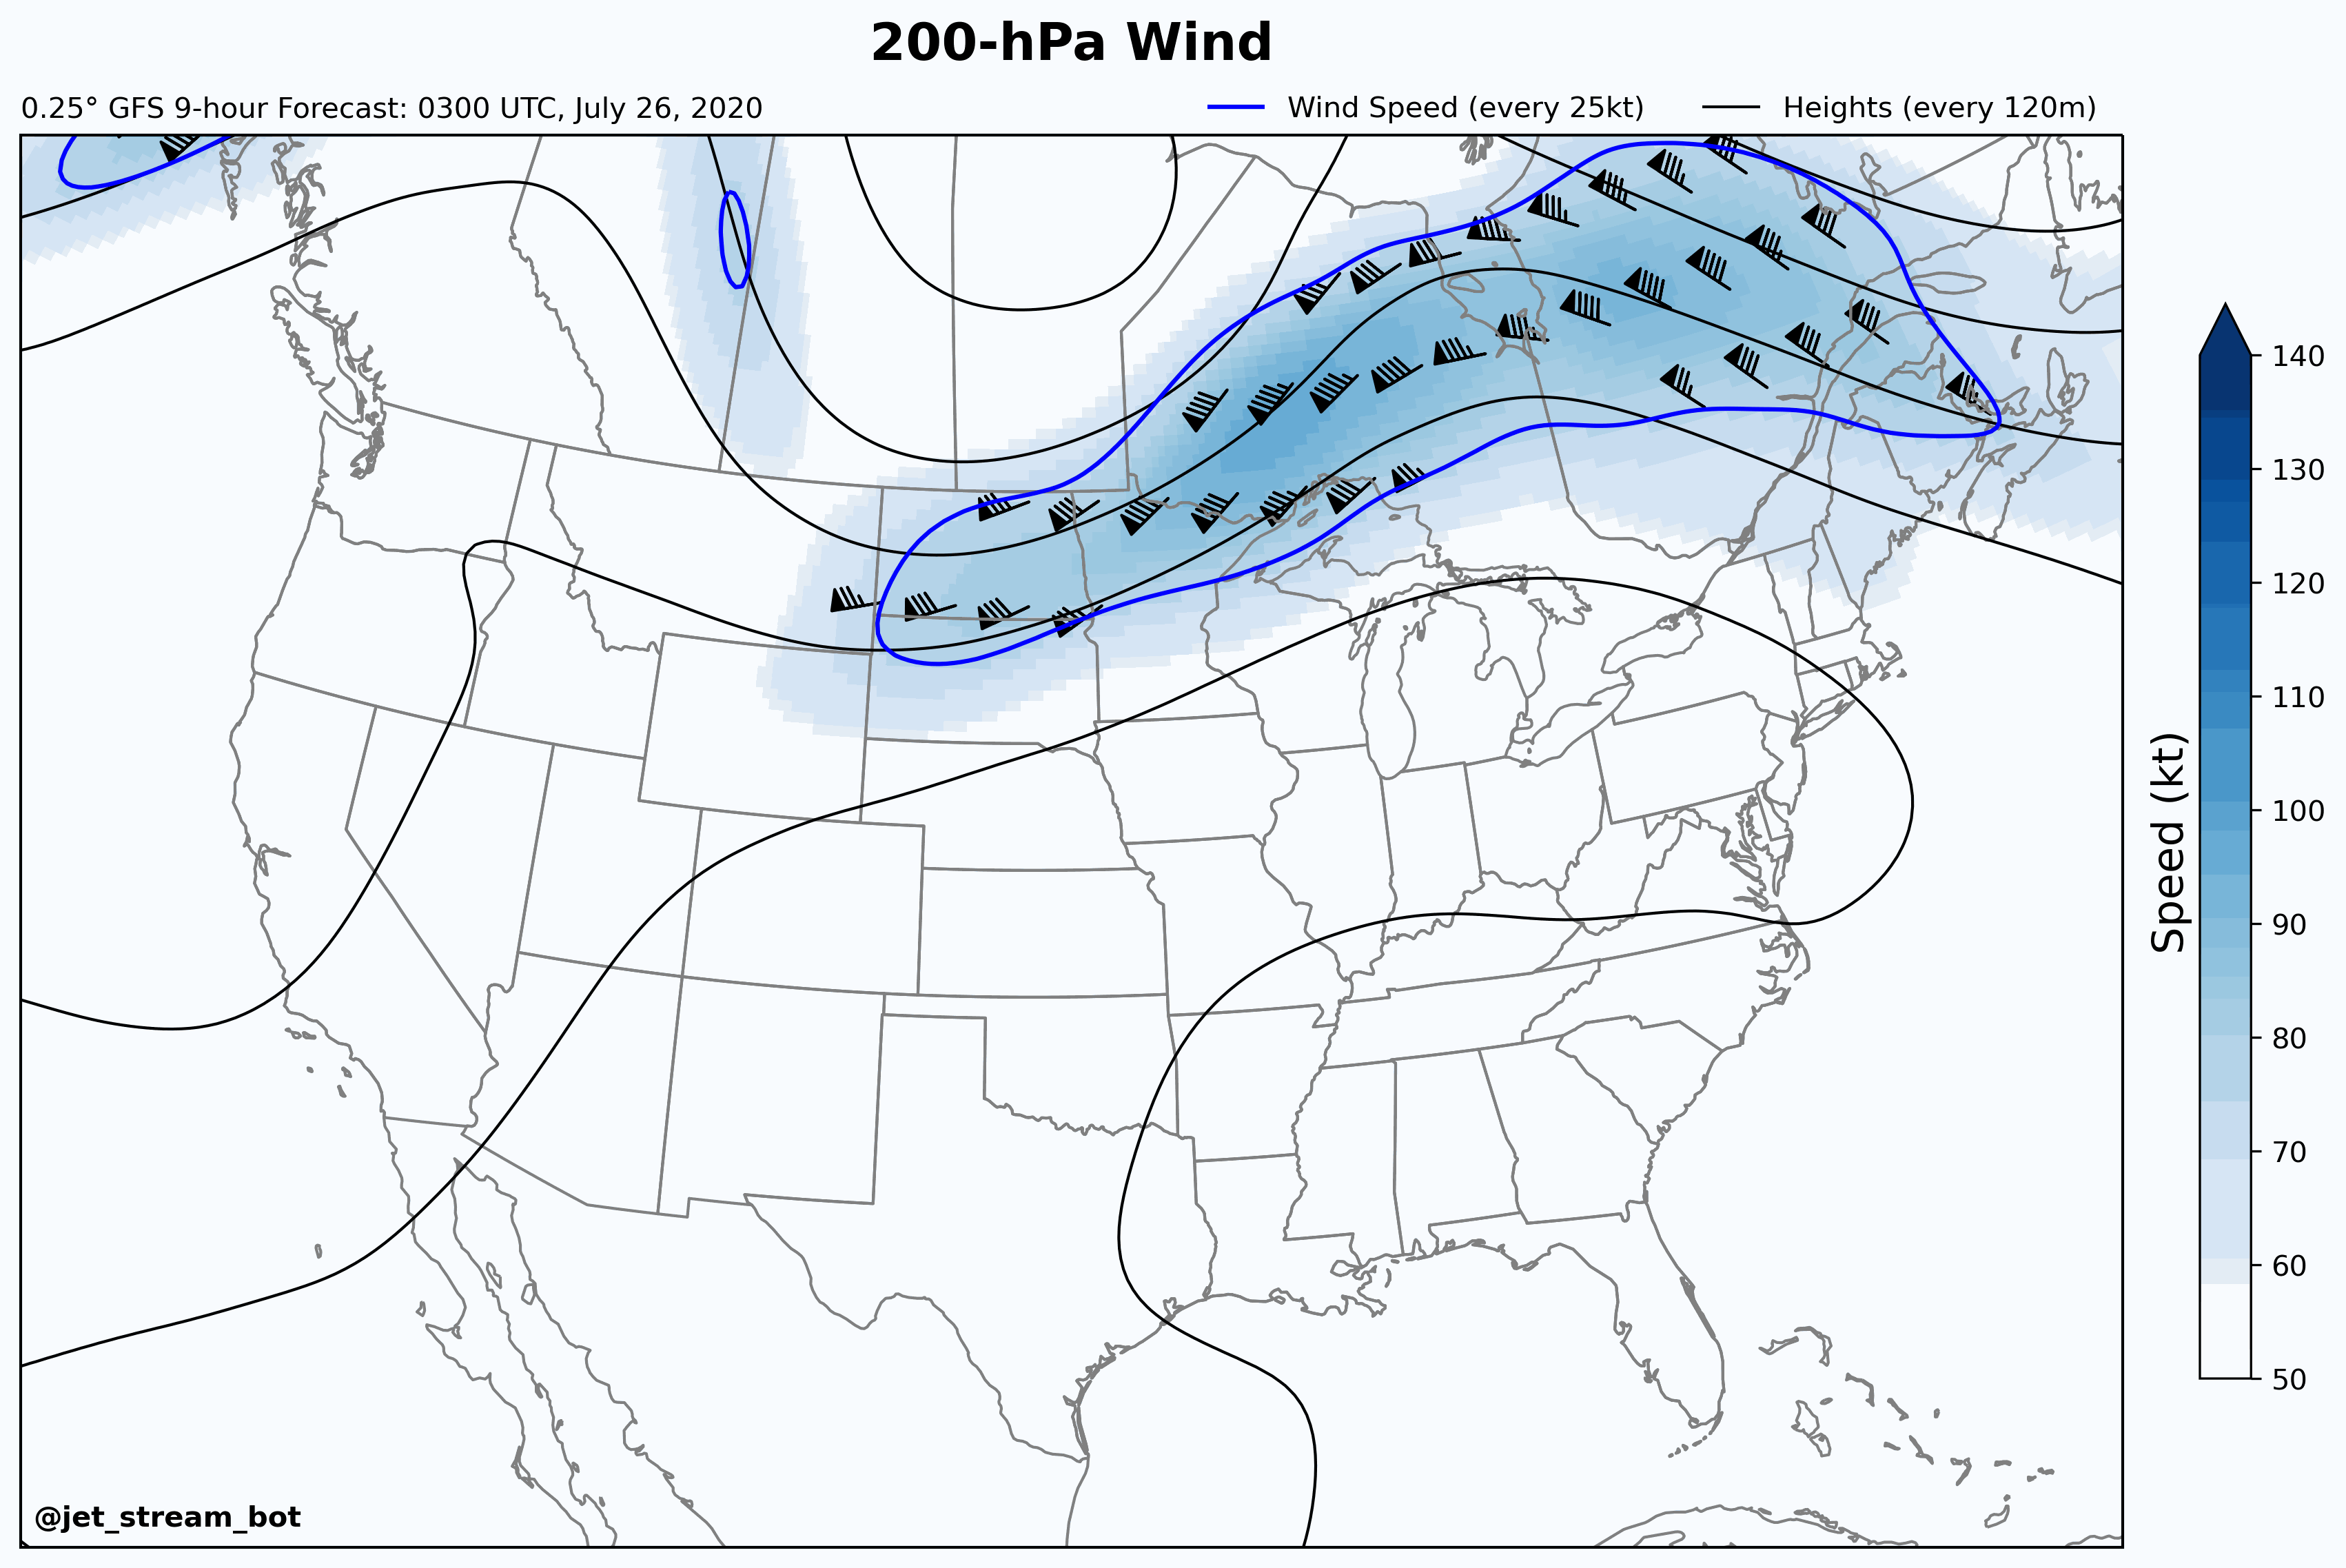 200-hPa Wind
0.25° GFS 9-hour Forecast: 0300 UTC, July 26, 2020
Wind Speed (every 25kt)
Heights (every 120m)
140
130
120
110
100
90
80
70
60
50
Speed (kt)
@jet_stream_bot